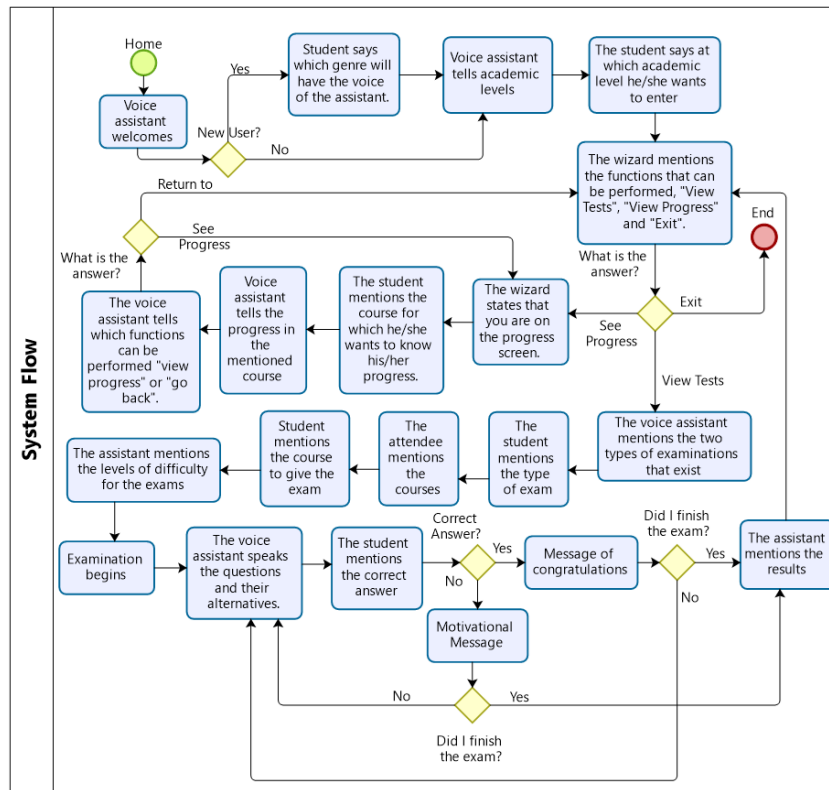 System Flow
Home
Voice
assistant
welcomes
New User?
Yes
No
Student says
which genre will
have the voice
of the assistant.
Voice assistant
tells academic
levels
The student says at
which academic
level he/she wants
to enter
The wizard mentions
the functions that can
be performed, "View
Tests", "View Progress"
and "Exit".
End
Return to
See
Progress
What is the
answer?
What is the
answer?
Exit
See
Progress
View Tests
The wizard
states that
you are on
the progress
screen.
The student
mentions the
course for
which he/she
wants to know
his/her
progress.
Voice
assistant
tells the
progress in
the
mentioned
course
The voice
assistant tells
which functions
can be
performed "view
progress" or "go
back".
The voice assistant
mentions the two
types of examinations
that exist
The
student
mentions
the type
of exam
The
attendee
mentions
the
courses
Student
mentions
the course
to give the
exam
The assistant mentions
the levels of difficulty
for the exams
Examination
begins
The voice
assistant speaks
the questions
and their
alternatives.
The student
mentions
the correct
answer
Correct
Answer?
Yes
No
Message of
congratulations
Did I finish
the exam?
Yes
No
The assistant
mentions the
results
Motivational
Message
No
Yes
Did I finish
the exam?